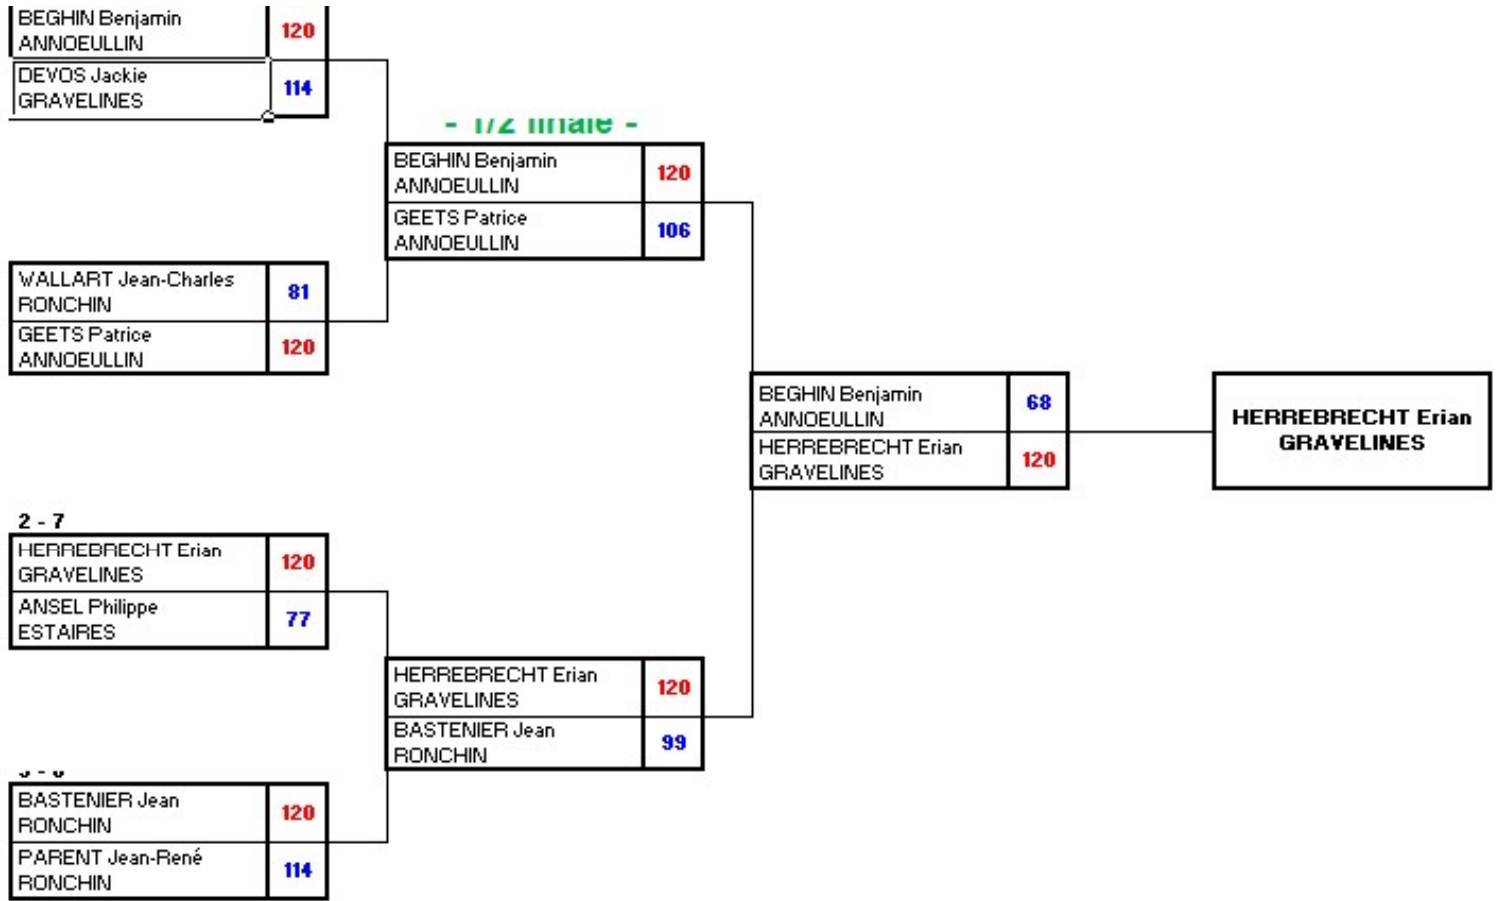 BEGHIN Benjamin
ANNOEULLIN
120
DEVOS Jackie
GRAVELINES
114
- 1/2 finale -
BEGHIN Benjamin
ANNOEULLIN
120
GEETS Patrice
ANNOEULLIN
106
WALLART Jean-Charles
RONCHIN
81
GEETS Patrice
ANNOEULLIN
120
BEGHIN Benjamin
ANNOEULLIN
68
HERREBRECHT Erian
GRAVELINES
120
HERREBRECHT Erian
GRAVELINES
2 - 7
HERREBRECHT Erian
GRAVELINES
120
ANSEL Philippe
ESTAIRES
77
HERREBRECHT Erian
GRAVELINES
120
BASTENIER Jean
RONCHIN
99
BASTENIER Jean
RONCHIN
120
PARENT Jean-René
RONCHIN
114